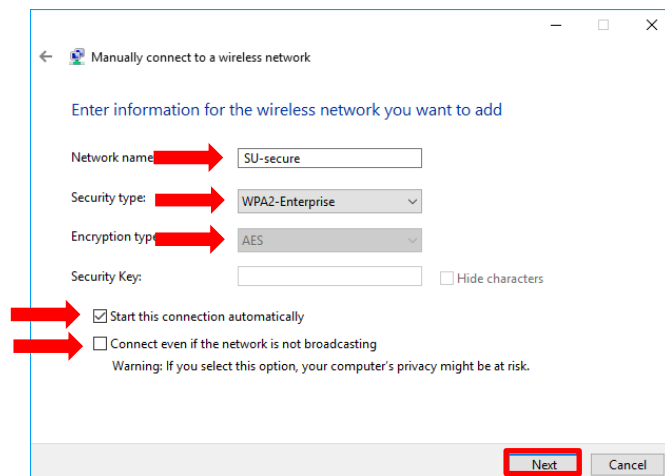 Manually connect to a wireless network
Enter information for the wireless network you want to add
Network name
SU-secure
Security type:
WPA2-Enterprise
Encryption type
AES
Security Key:
Hide characters
Start this connection automatically
Connect even if the network is not broadcasting
Warning: If you select this option, your computer's privacy might be at risk.
Next
Cancel